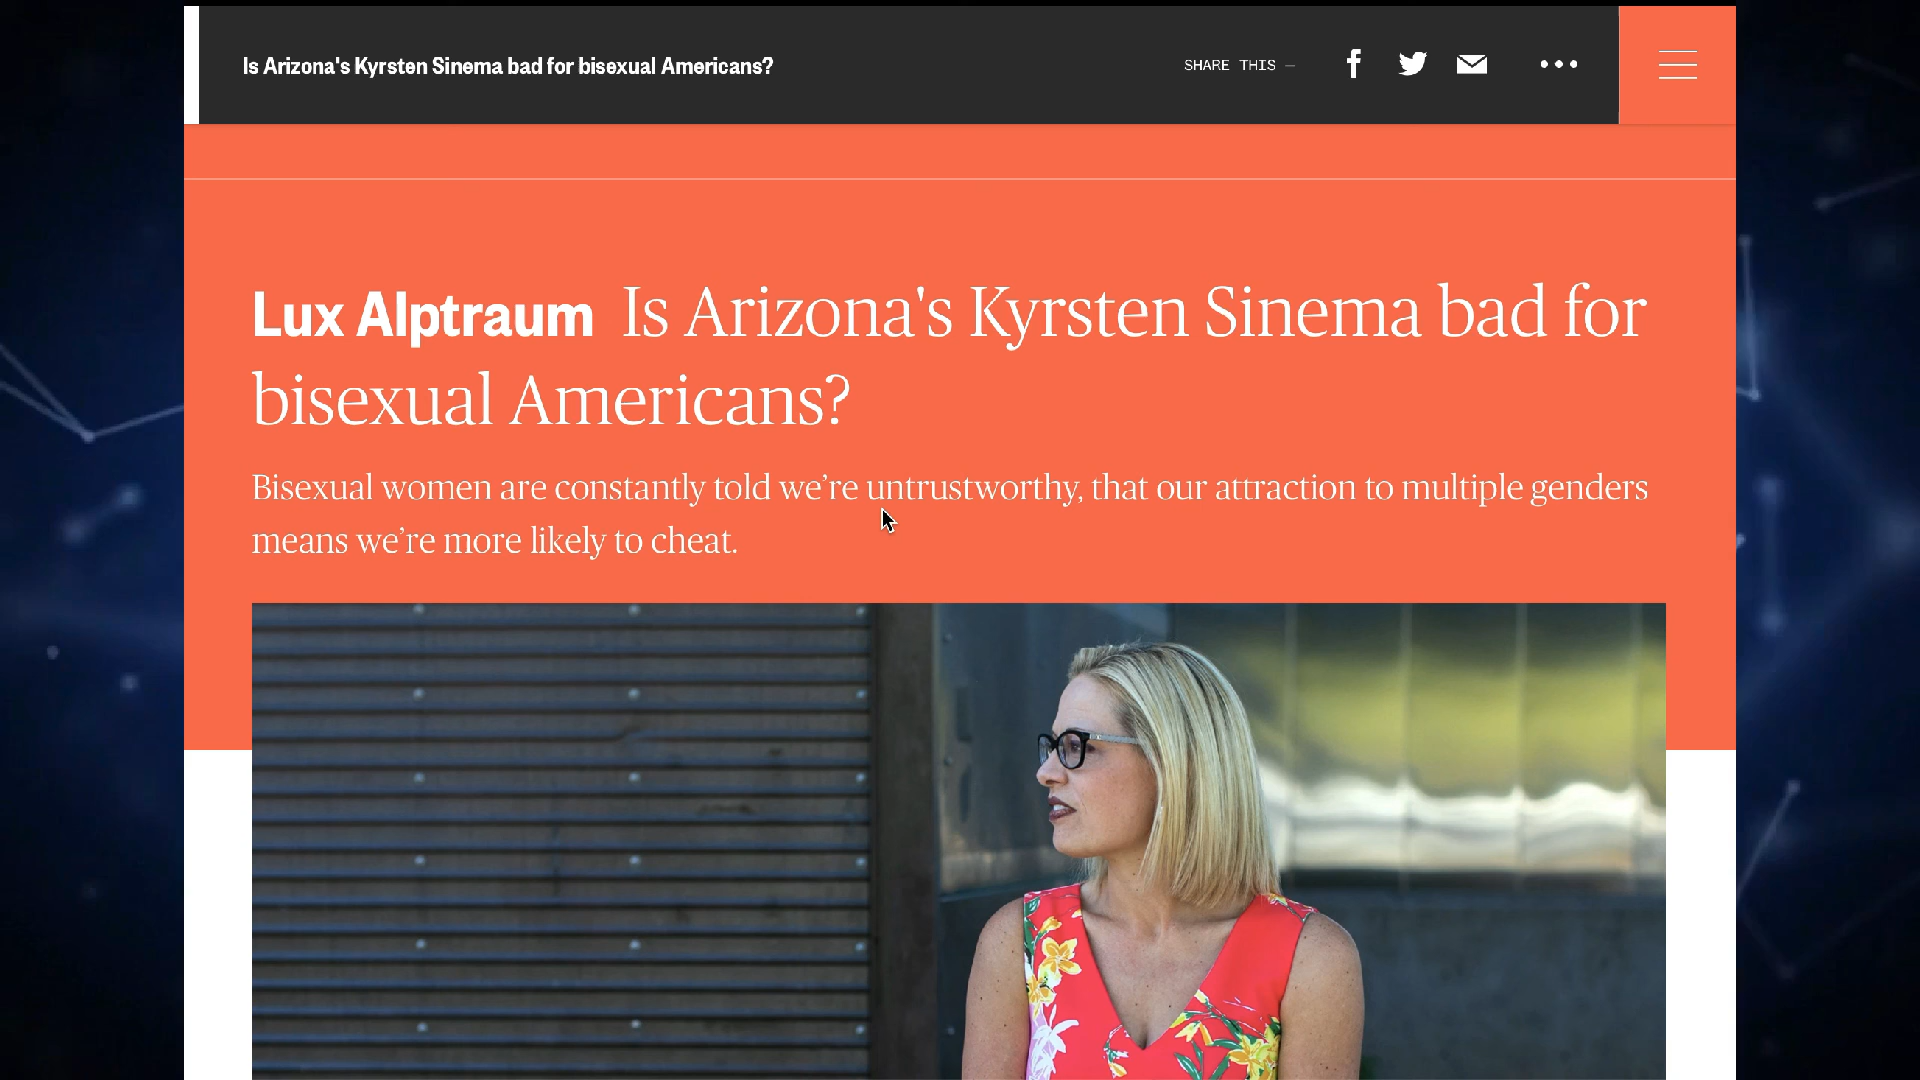 Is Arizona's Kyrsten Sinema bad for bisexual Americans?
SHARE THIS —
Lux Alptraum Is Arizona's Kyrsten Sinema bad for
bisexual Americans?
Bisexual women are constantly told we’re untrustworthy, that our attraction to multiple genders
means we’re more likely to cheat.